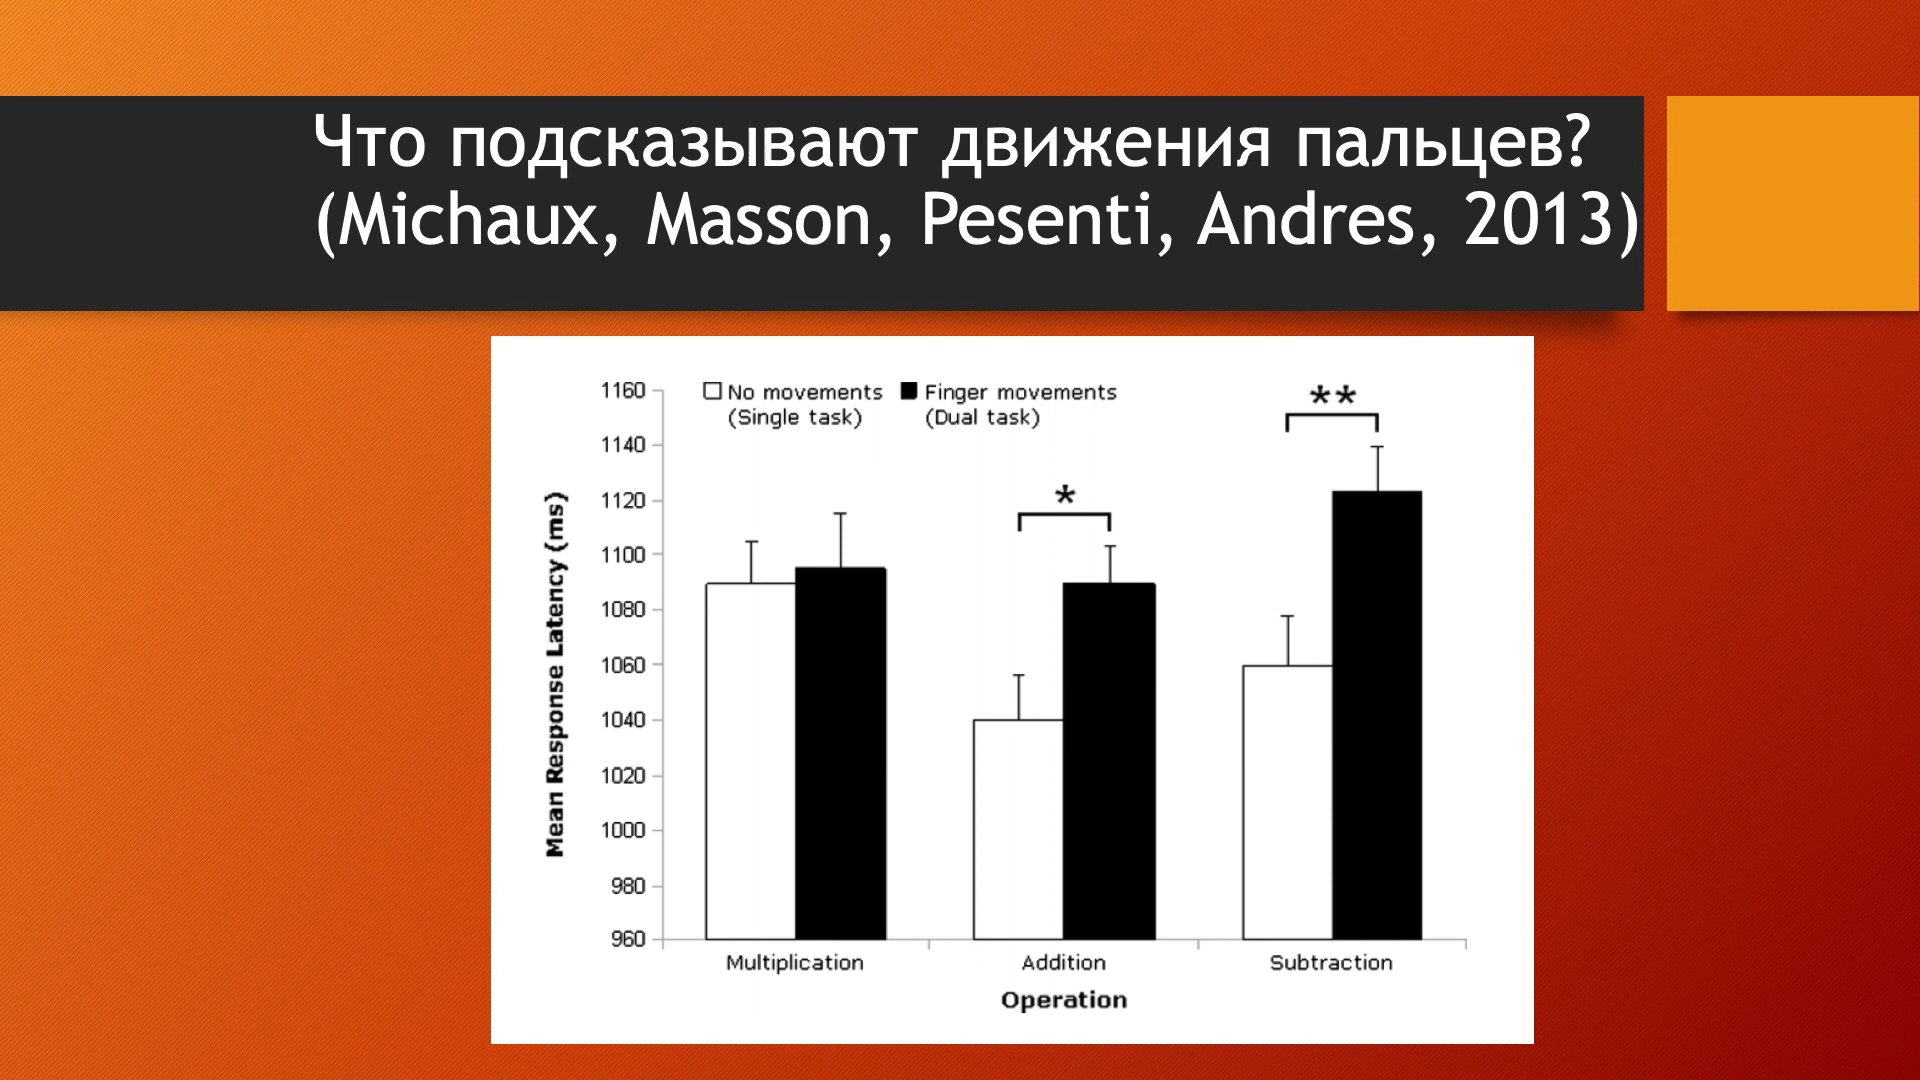 Что подсказывают движения пальцев?
(Michaux, Masson, Pesenti, Andres, 2013)
No movements
(Single task)
Finger movements
(Dual task)
**
*
Mean Response Latency (ms)
1160
1140
1120
1100
1080
1060
1040
1020
1000
980
960
Multiplication
Addition
Subtraction
Operation